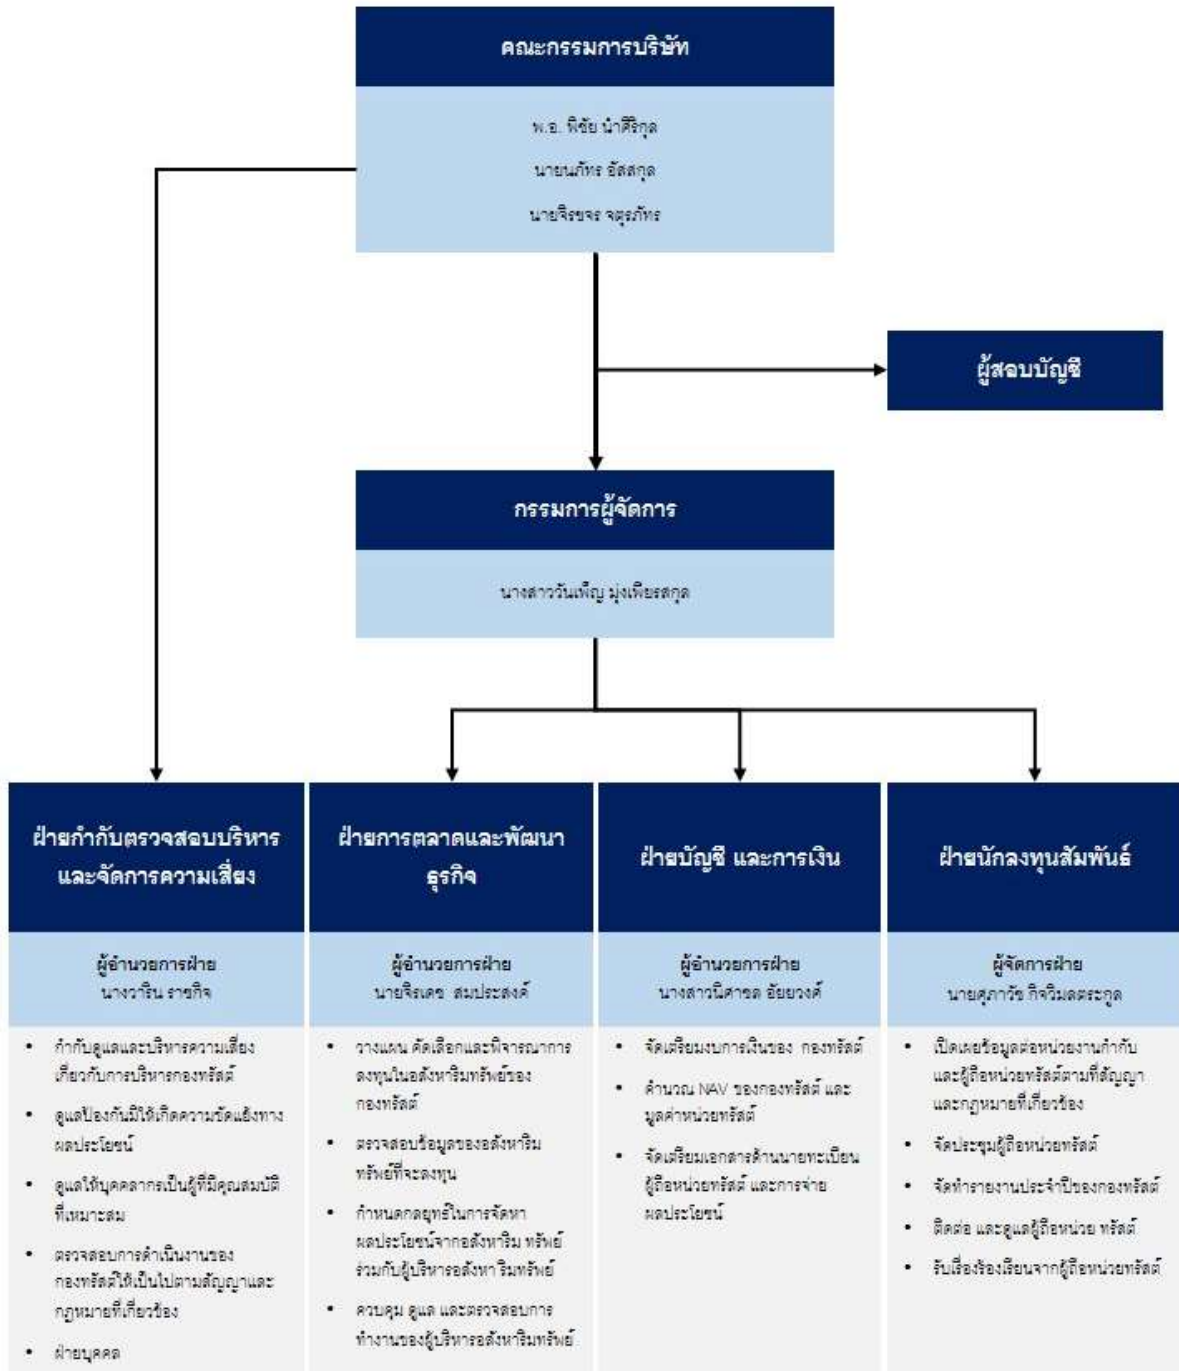 คณะกรรมการบริษัท
พ.อ. พิชัย นำศิริกุล
นายนภัทร อัสสกุล
นายจิรขจร จตุรภัทร
ผู้สอบบัญชี
กรรมการผู้จัดการ
นางสาววันเพ็ญ มุ่งเพียรสกุล
ฝ่ายกำกับตรวจสอบบริหาร
และจัดการความเสี่ยง
ผู้อำนวยการฝ่าย
นางวาริน ราชกิจ
• กำกับดูแลและบริหารความเสี่ยง
เกี่ยวกับการบริหารกองทรัสต์
• ดูแลป้องกันมิให้เกิดความขัดแย้งทาง
ผลประโยชน์
• ดูแลให้บุคคลากรเป็นผู้ที่มีคุณสมบัติ
ที่เหมาะสม
• ตรวจสอบการดำเนินงานของ
กองทรัสต์ให้เป็นไปตามสัญญาและ
กฎหมายที่เกี่ยวข้อง
• ฝ่ายบุคคล
ฝ่ายการตลาดและพัฒนา
ธุรกิจ
ผู้อำนวยการฝ่าย
นายจิรเดช สมประสงค์
• วางแผน คัดเลือกและพิจารณาการ
ลงทุนในอสังหาริมทรัพย์ของ
กองทรัสต์
• ตรวจสอบข้อมูลของอสังหาริม
ทรัพย์ที่จะลงทุน
• กำหนดกลยุทธ์ในการจัดหา
ผลประโยชน์จากอสังหาริม ทรัพย์
ร่วมกับผู้บริหารอสังหาริมทรัพย์
• ควบคุม ดูแล และตรวจสอบการ
ทำงานของผู้บริหารอสังหาริมทรัพย์
ฝ่ายบัญชี และการเงิน
ผู้อำนวยการฝ่าย
นางสาวนิศาชล อัยยวงค์
• จัดเตรียมงบการเงินของ กองทรัสต์
• คำนวณ NAV ของกองทรัสต์ และ
มูลค่าหน่วยทรัสต์
• จัดเตรียมเอกสารด้านนายทะเบียน
ผู้ถือหน่วยทรัสต์ และการจ่าย
ผลประโยชน์
ฝ่ายนักลงทุนสัมพันธ์
ผู้จัดการฝ่าย
นายศุภาวัช กิจวิมลตระกูล
• เปิดเผยข้อมูลต่อหน่วยงานกำกับ
และผู้ถือหน่วยทรัสต์ตามที่สัญญา
และกฎหมายที่เกี่ยวข้อง
• จัดประชุมผู้ถือหน่วยทรัสต์
• จัดทำรายงานประจำปีของกองทรัสต์
• ติดต่อ และดูแลผู้ถือหน่วย ทรัสต์
• รับเรื่องร้องเรียนจากผู้ถือหน่วยทรัสต์